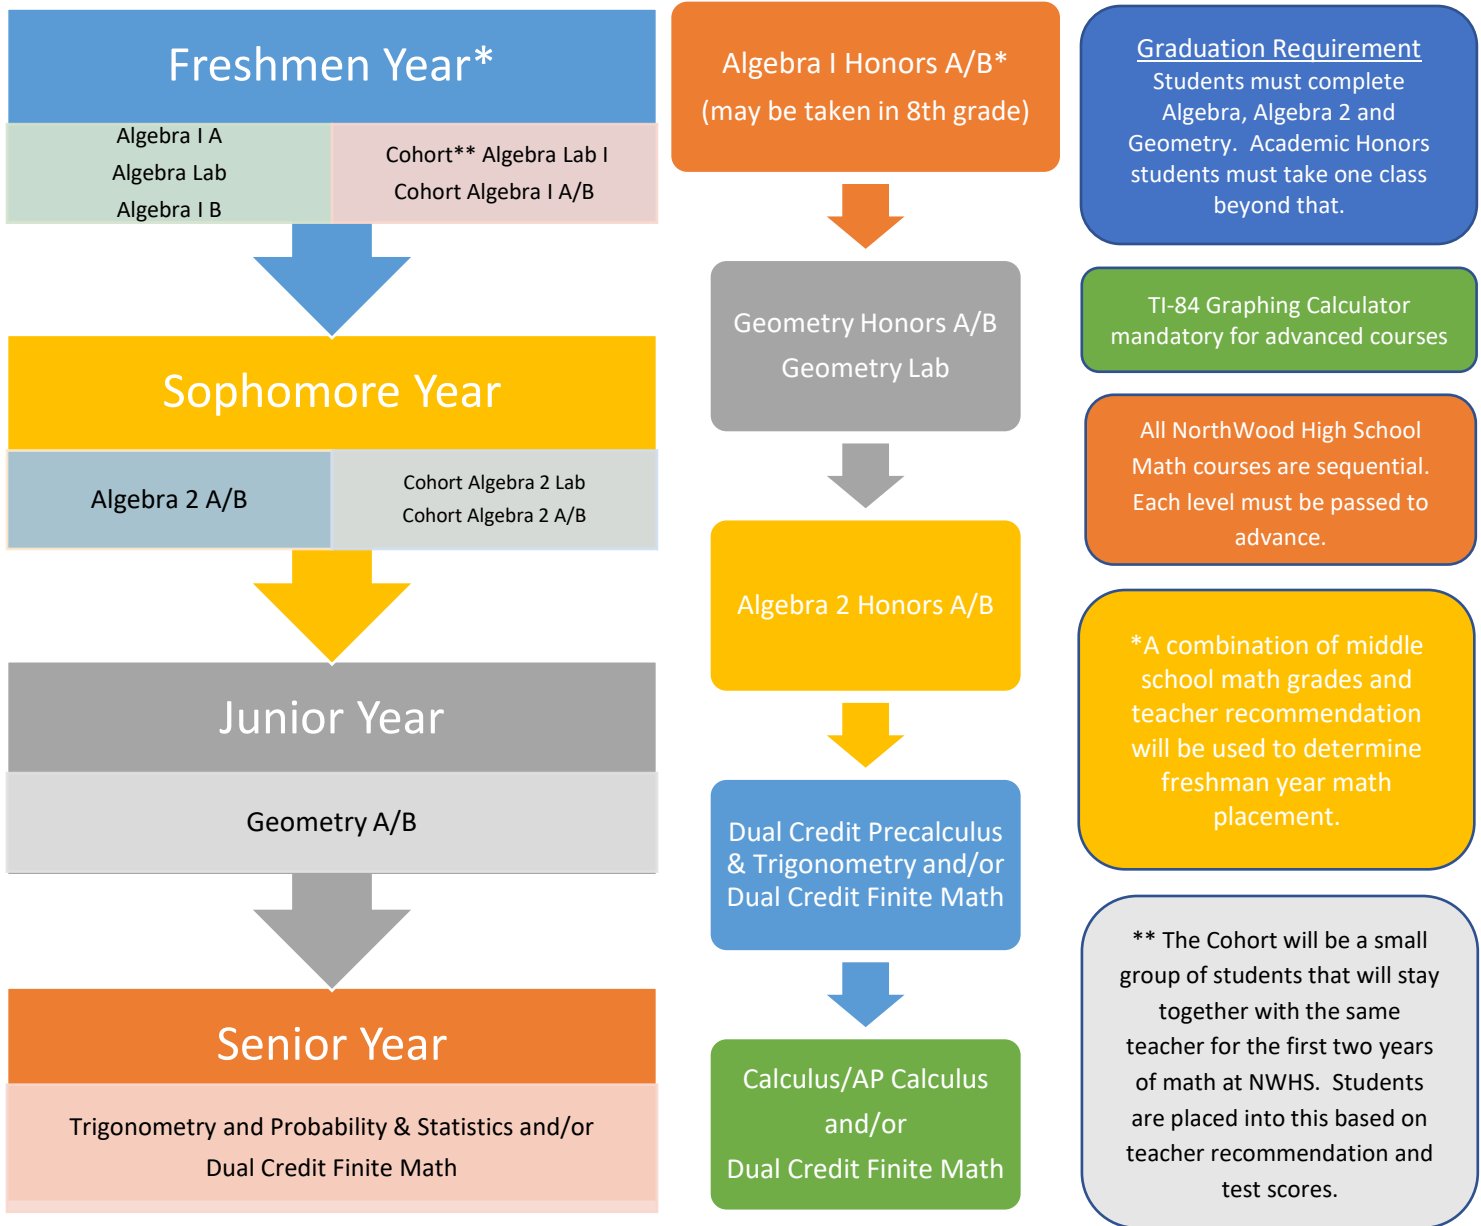 Freshmen Year*
Algebra I A
Algebra Lab
Algebra I B
Cohort** Algebra Lab I
Cohort Algebra I A/B
Sophomore Year
Algebra 2 A/B
Cohort Algebra 2 Lab
Cohort Algebra 2 A/B
Junior Year
Geometry A/B
Senior Year
Trigonometry and Probability & Statistics and/or
Dual Credit Finite Math
Algebra I Honors A/B*
(may be taken in 8th grade)
Geometry Honors A/B
Geometry Lab
Algebra 2 Honors A/B
Dual Credit Precalculus
& Trigonometry and/or
Dual Credit Finite Math
Calculus/AP Calculus
and/or
Dual Credit Finite Math
Graduation Requirement
Students must complete
Algebra, Algebra 2 and
Geometry. Academic Honors
students must take one class
beyond that.
TI-84 Graphing Calculator
mandatory for advanced courses
All NorthWood High School
Math courses are sequential.
Each level must be passed to
advance.
*A combination of middle
school math grades and
teacher recommendation
will be used to determine
freshman year math
placement.
** The Cohort will be a small
group of students that will stay
together with the same
teacher for the first two years
of math at NWHS. Students
are placed into this based on
teacher recommendation and
test scores.